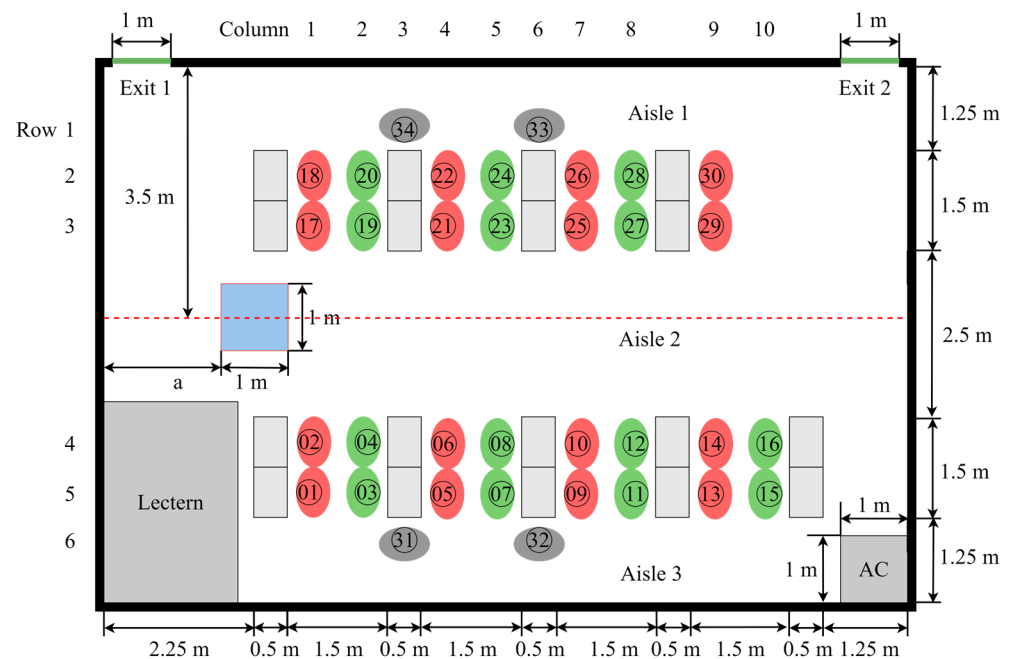 1 m Column 1 2 3 4 5 6 7 8 9 10 1 m
Exit 1 Exit 2
Aisle 1 1.25 m
Row 1 34 33
2 18 20 22 24 26 28 30
3.5 m 1.5 m
3 17 19 21 23 25 27 29
1 m
Aisle 2 2.5 m
a 1 m
4 02 04 06 08 10 12 14 16
1.5 m
5 01 03 05 07 09 11 13 15
Lectern 1 m
6 31 32
1.25 m
Aisle 3 1 m AC
2.25 m 0.5 m 1.5 m 0.5 m 1.5 m 0.5 m 1.5 m 0.5 m 1.5 m 0.5 m 1.25 m